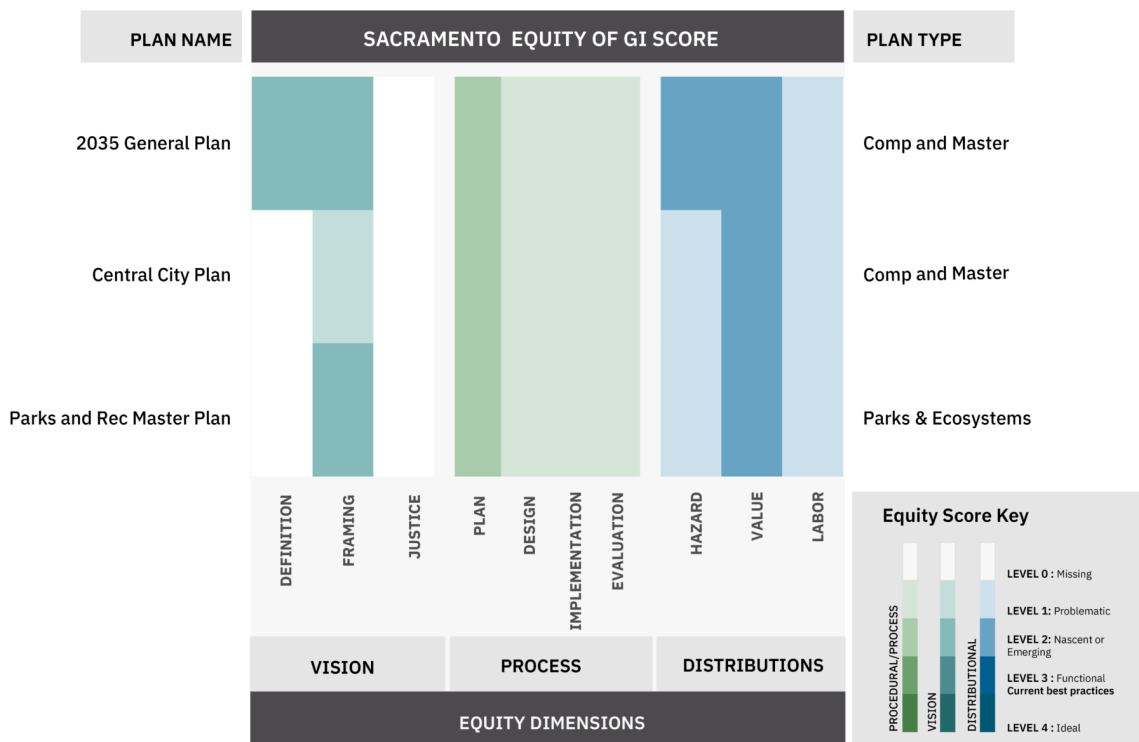 PLAN NAME
SACRAMENTO EQUITY OF GI SCORE
PLAN TYPE
2035 General Plan
Comp and Master
Central City Plan
Comp and Master
Parks and Rec Master Plan
Parks & Ecosystems
DEFINITION
FRAMING
JUSTICE
PLAN
DESIGN
IMPLEMENTATION
EVALUATION
HAZARD
VALUE
LABOR
VISION
PROCESS
DISTRIBUTIONS
EQUITY DIMENSIONS
Equity Score Key
PROCEDURAL/PROCESS
VISION
DISTRIBUTIONAL
LEVEL 0 : Missing
LEVEL 1: Problematic
LEVEL 2: Nascent or
Emerging
LEVEL 3 : Functional
Current best practices
LEVEL 4 : Ideal